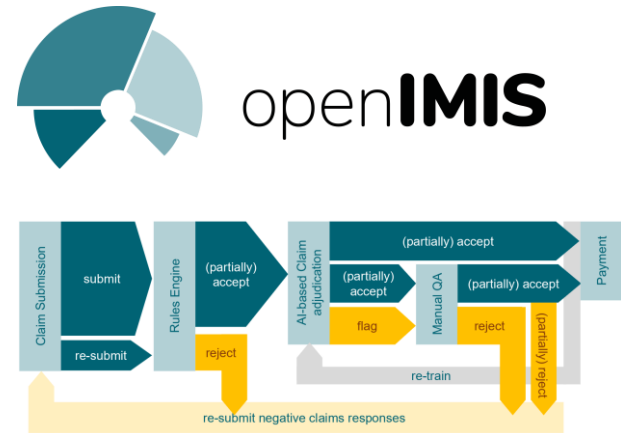 openIMIS
Claim Submission
submit
re-submit
Rules Engine
(partially)
accept
reject
AI-based Claim
adjudication
(partially) accept
(partially)
accept
flag
Manual QA
(partially) accept
reject
(partially) reject
Payment
re-train
re-submit negative claims responses